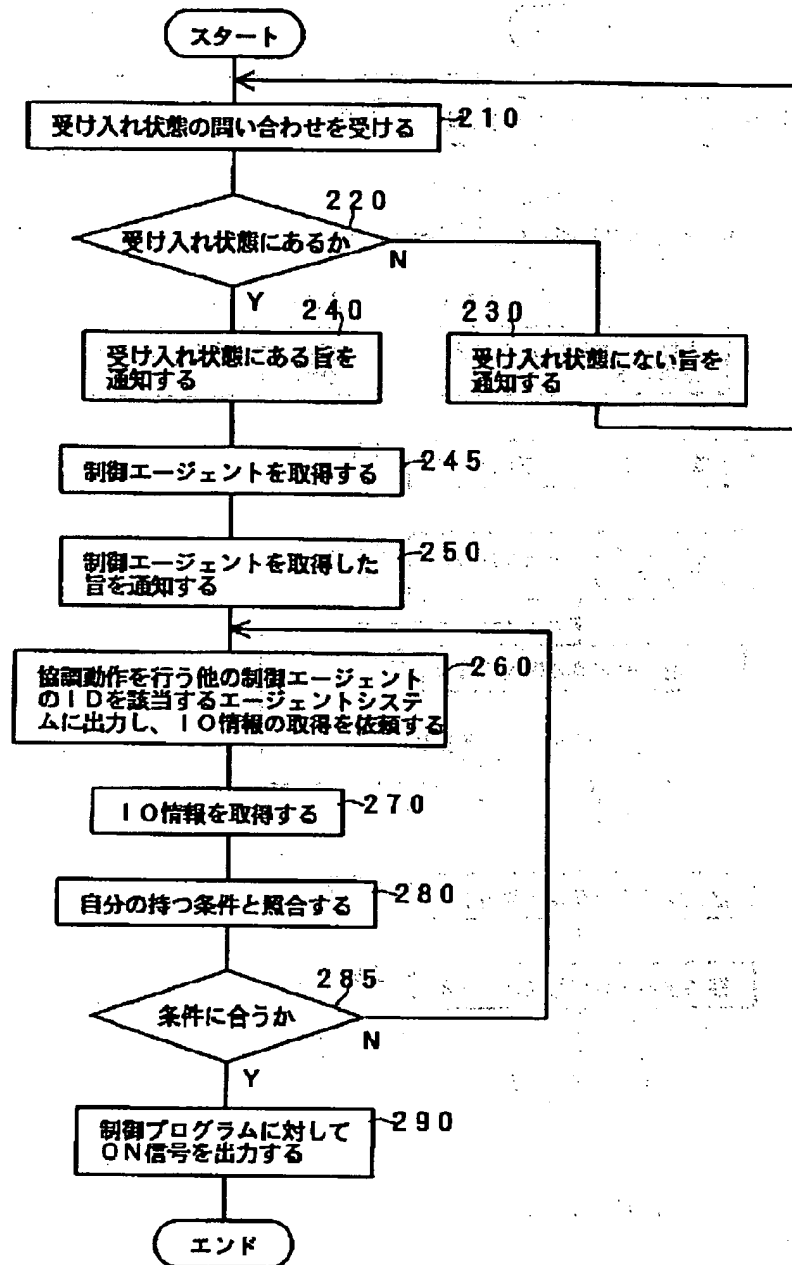 スタート
受け入れ状態の問い合わせを受ける
210
220
受け入れ状態にあるか
N
Y
240
受け入れ状態にある旨を
通知する
230
受け入れ状態にない旨を
通知する
制御エージェントを取得する
245
制御エージェントを取得した
旨を通知する
250
協調動作を行う他の制御エージェント
のIDを該当するエージェントシステ
ムに出力し、IO情報の取得を依頼する
260
IO情報を取得する
270
自分の持つ条件と照合する
280
285
条件に合うか
N
Y
制御プログラムに対して
ON信号を出力する
290
エンド